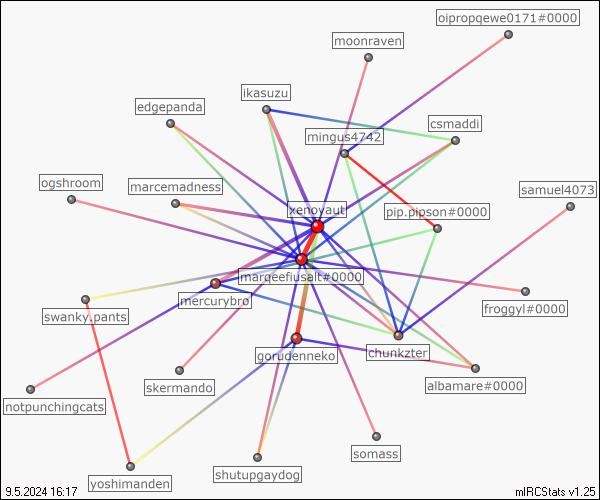 oipropqewe0171#0000
moonraven
ikasuzu
edgepanda
csmaddi
mingus4742
ogshroom
marcemadness
samuel4073
xenoyaut
pip.pipson#0000
marqeefiusalt#0000
mercurybrø
froggyl#0000
swanky.pants
gorudenneko
chunkzter
skermando
albamare#0000
notpunchingcats
somass
shutupgaydog
yoshimanden
9.5.2024 16:17
mIRCStats v1.25